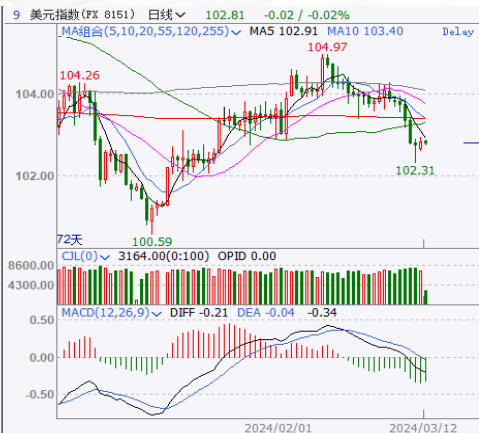 9 美元指数(FX 8151) 日线 102.81 -0.02 / -0.02%
MA组合(5,10,20,55,120,255) MA5 102.91 MA10 103.40 Delay
104.97
104.26
104.00
102.00
102.31
100.59
72天
CJL(0) 3164.00(0:100) OPID 0.00
8600.00
4300.00
MACD(12,26,9) DIFF -0.21 DEA -0.04 -0.34
0.50
0.00
-0.50
2024/02/01 2024/03/12